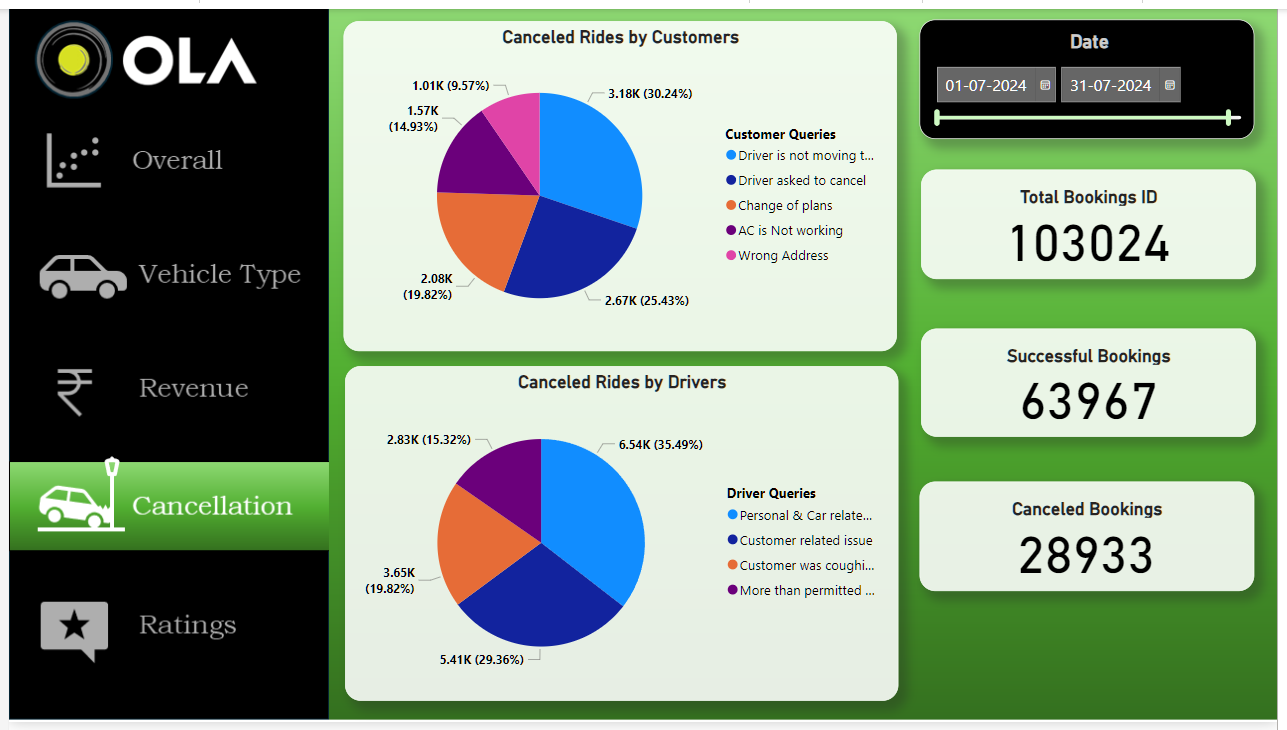 OLA
Overall
Vehicle Type
Revenue
Cancellation
Ratings
Canceled Rides by Customers
1.01K (9.57%)
3.18K (30.24%)
1.57K
(14.93%)
2.08K
(19.82%)
2.67K (25.43%)
Customer Queries
Driver is not moving t...
Driver asked to cancel
Change of plans
AC is Not working
Wrong Address
Canceled Rides by Drivers
2.83K (15.32%)
6.54K (35.49%)
3.65K
(19.82%)
5.41K (29.36%)
Driver Queries
Personal & Car relate...
Customer related issue
Customer was coughi...
More than permitted ...
Date
01-07-2024
31-07-2024
Total Bookings ID
103024
Successful Bookings
63967
Canceled Bookings
28933